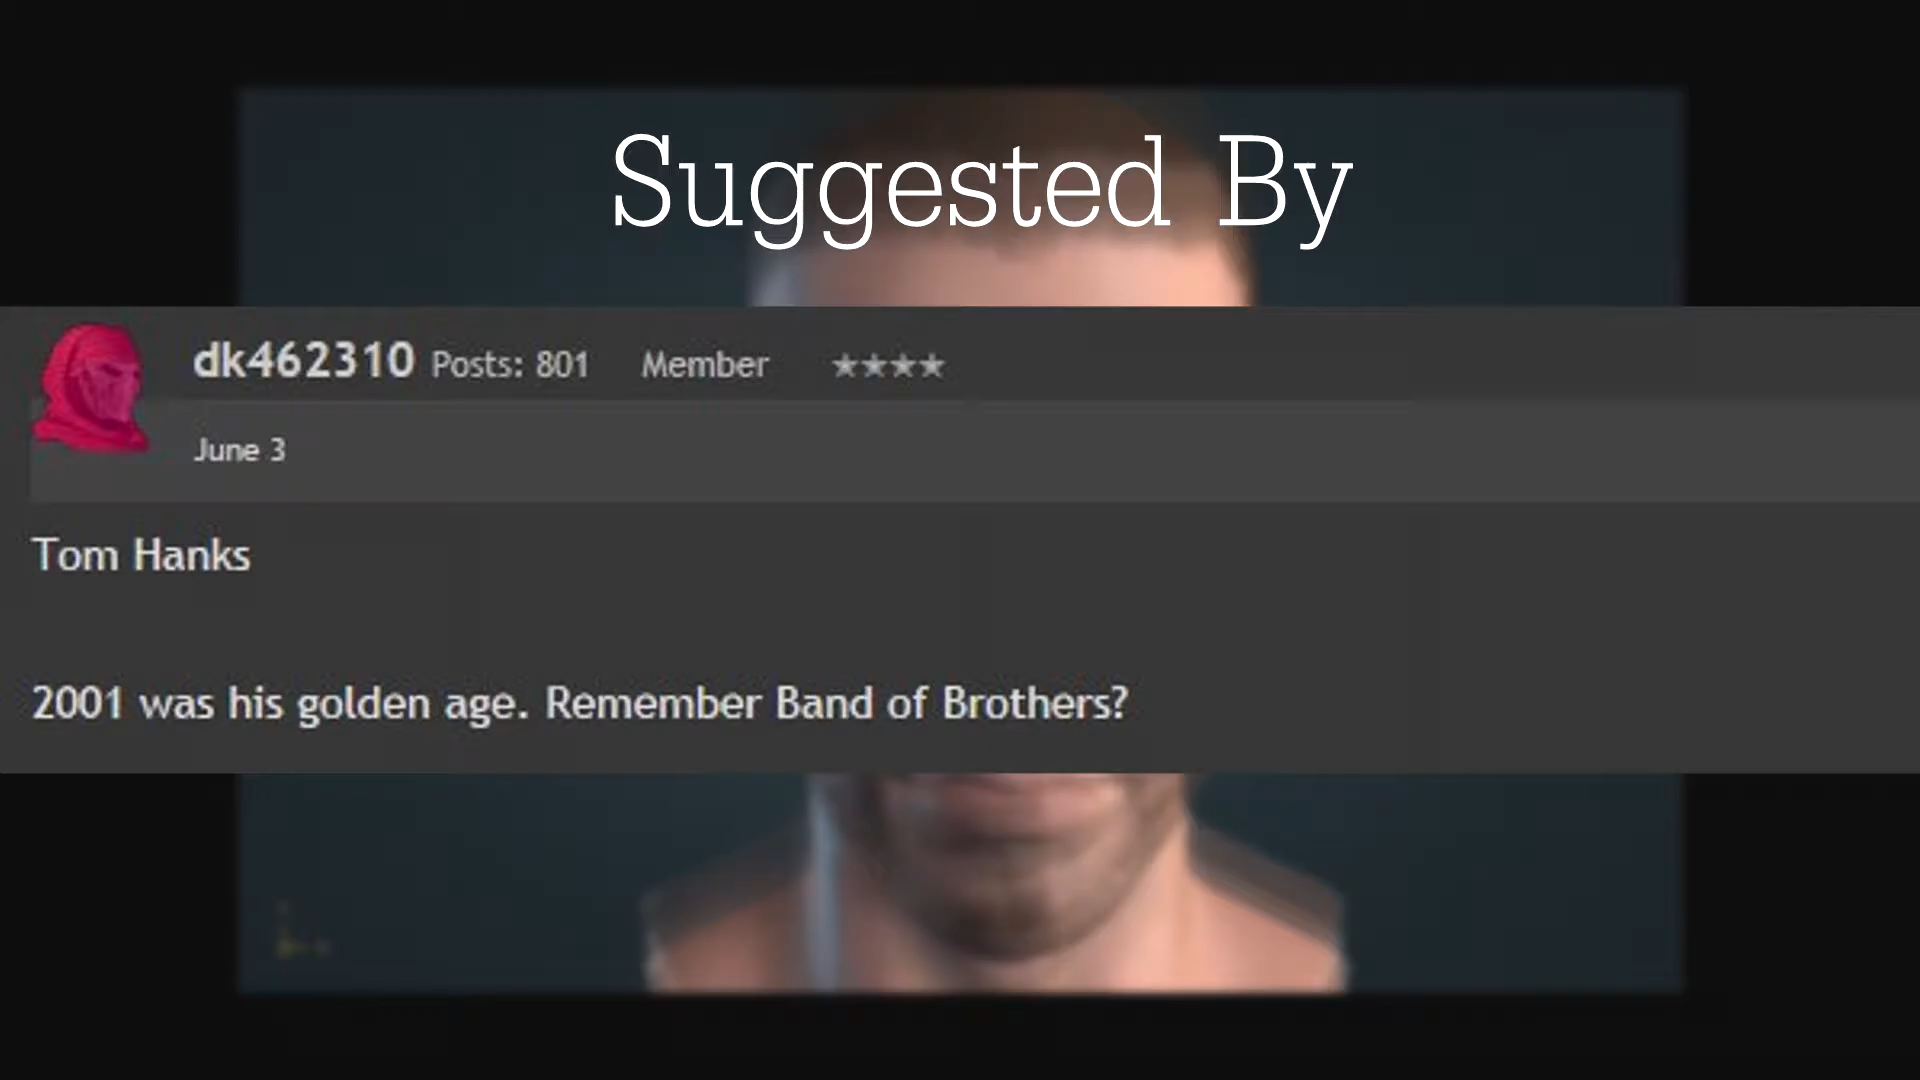 Suggested By
dk462310 Posts: 801 Member ★★★★
June 3
Tom Hanks
2001 was his golden age. Remember Band of Brothers?